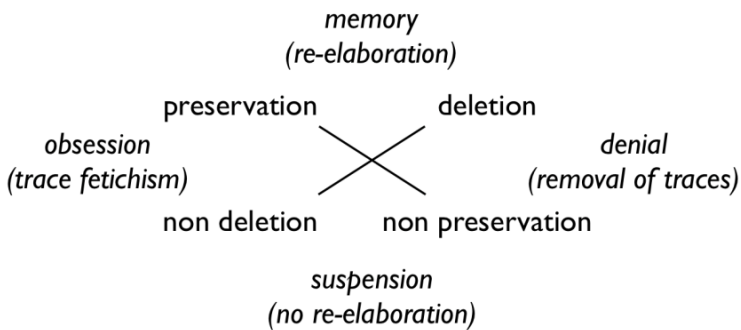 memory
(re-elaboration)
preservation
deletion
obsession
(trace fetichism)
denial
(removal of traces)
non deletion
non preservation
suspension
(no re-elaboration)